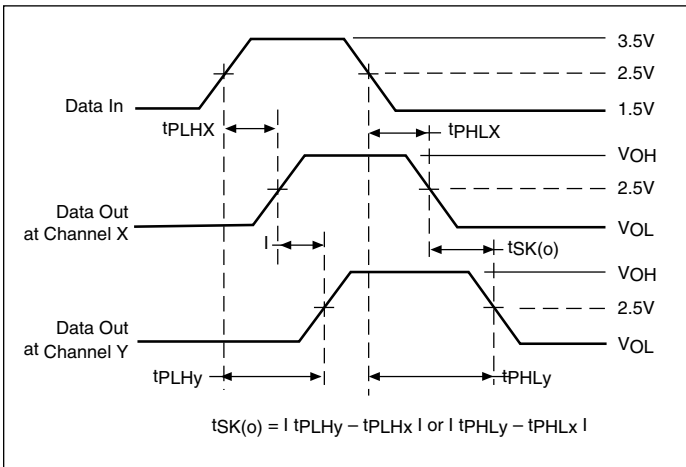 3.5V
2.5V
Data In
1.5V
tPLHX
tPHLX
VOH
2.5V
Data Out
at Channel X
VOL
I
tSK(o)
VOH
2.5V
Data Out
at Channel Y
VOL
tPLHy
tPHLy
tSK(o) = I tPLHy – tPLHx I or I tPHLy – tPHLx I